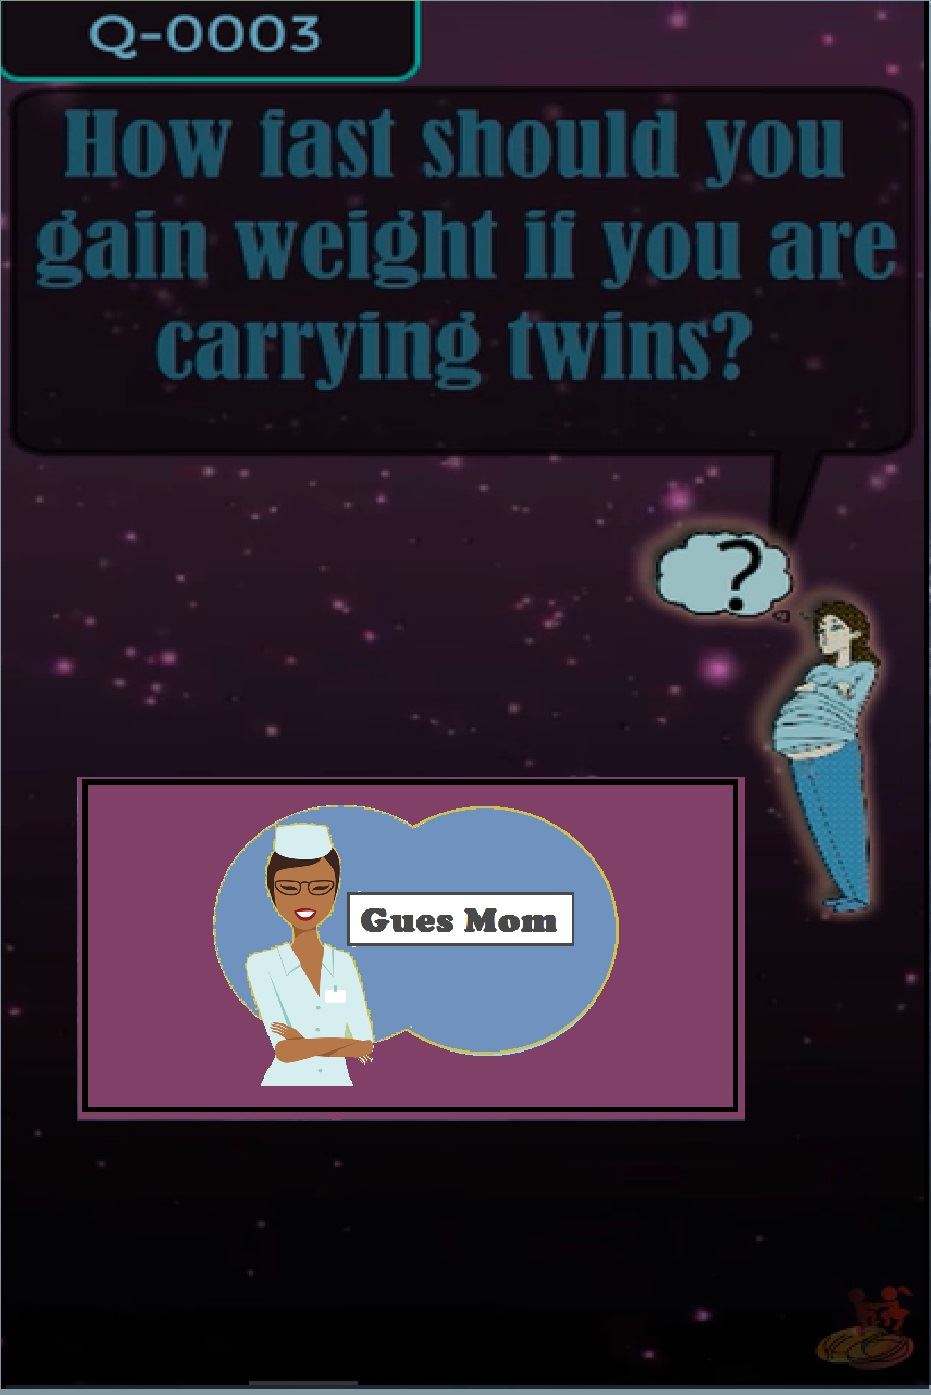 Q-0003
How fast should you
gain weight if you are
carrying twins?
?
Gues Mom